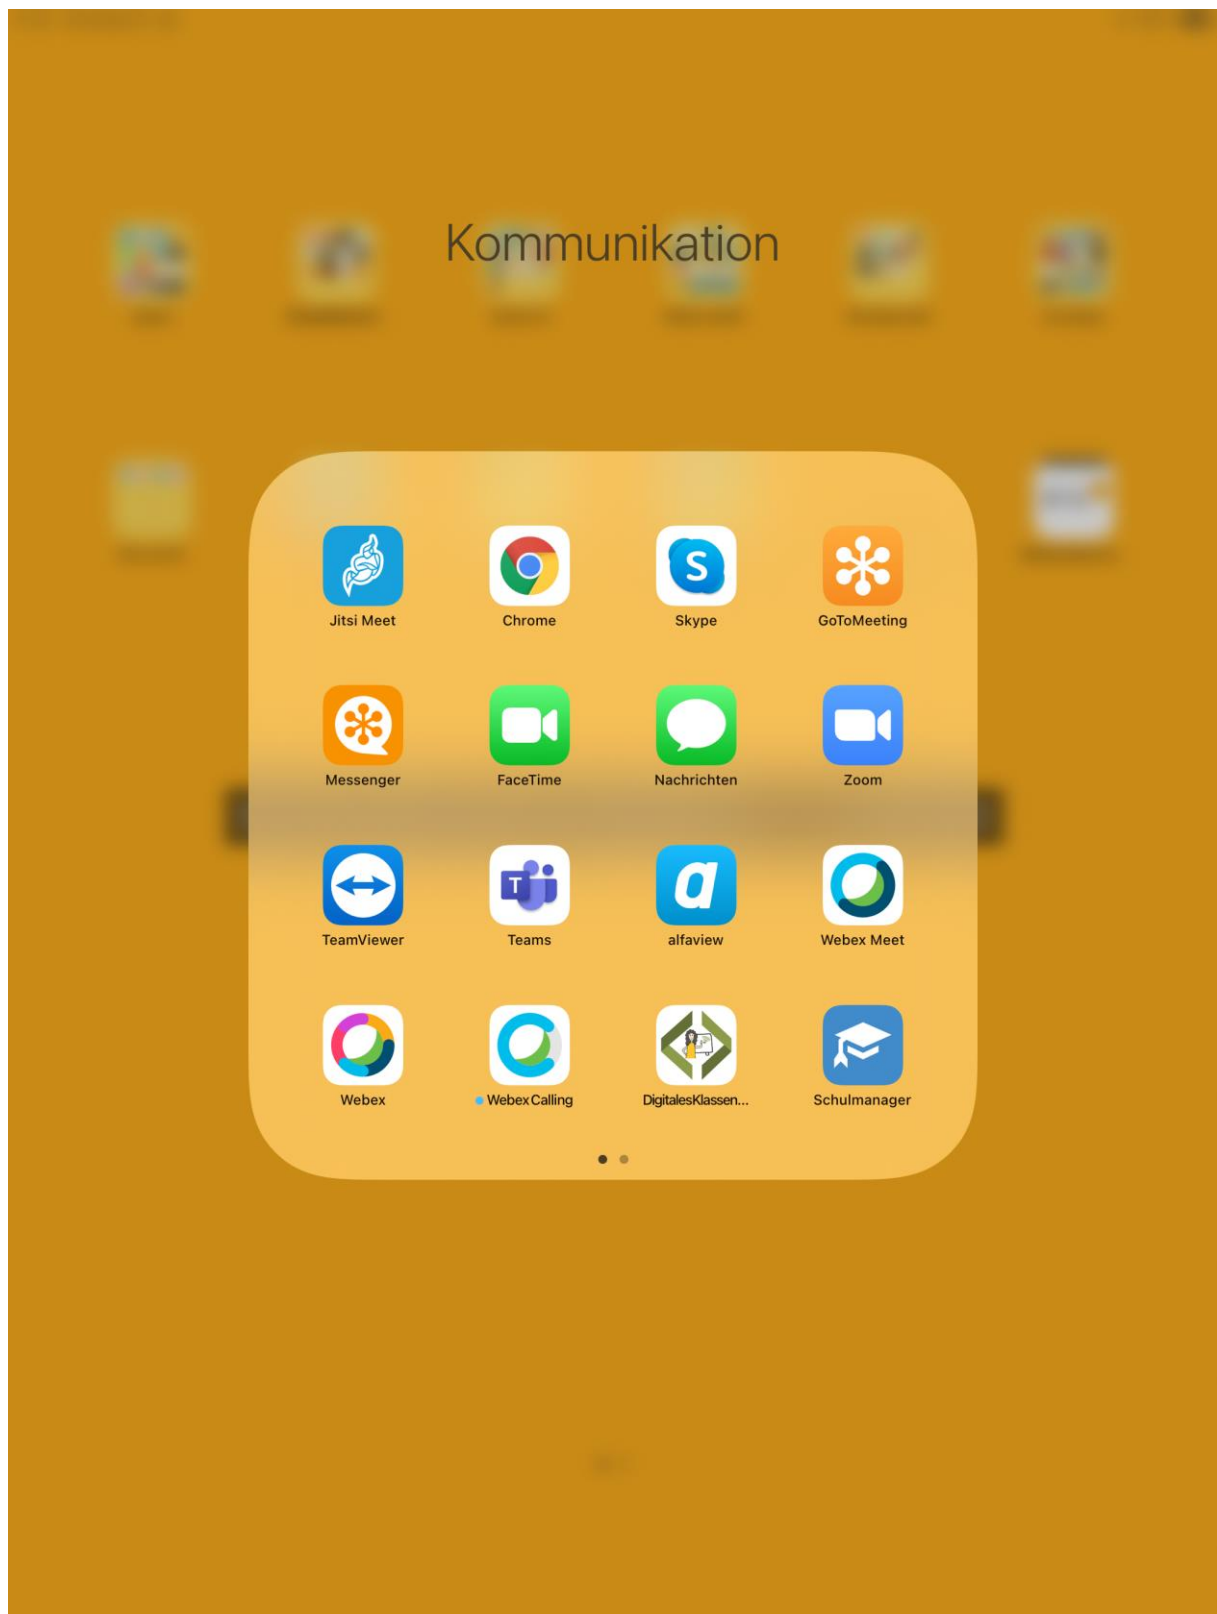 Kommunikation
Jitsi Meet
Chrome
Skype
GoToMeeting
Messenger
FaceTime
Nachrichten
Zoom
TeamViewer
Teams
alfaview
Webex Meet
Webex
Webex Calling
DigitalesKlassen...
Schulmanager